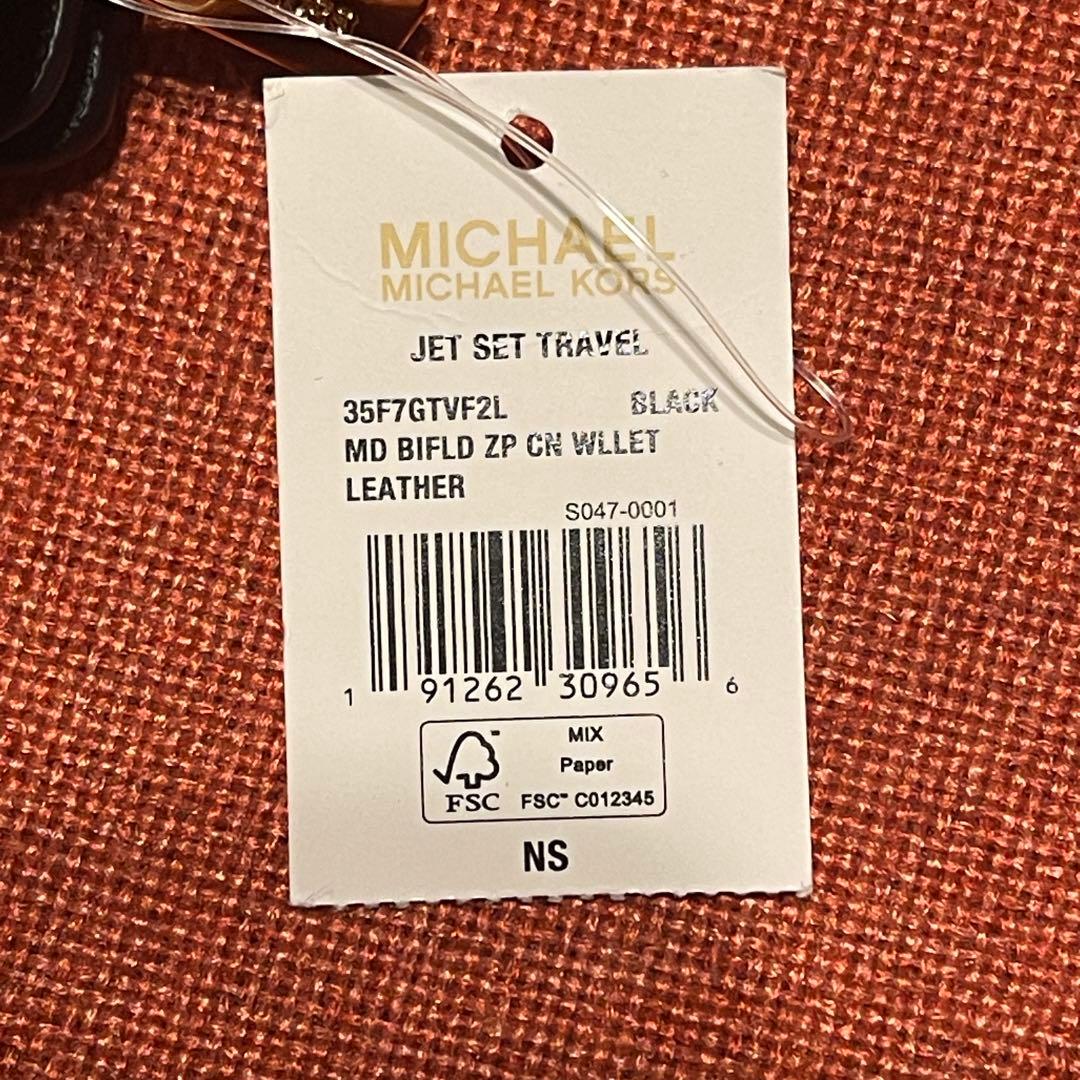 MICHAEL
MICHAEL KORS
JET SET TRAVEL
35F7GTVF2L BLACK
MD BIFLD ZP CN WLLET
LEATHER
S047-0001
1 91262 30965 6
MIX
Paper
FSC™ C012345
FSC
NS